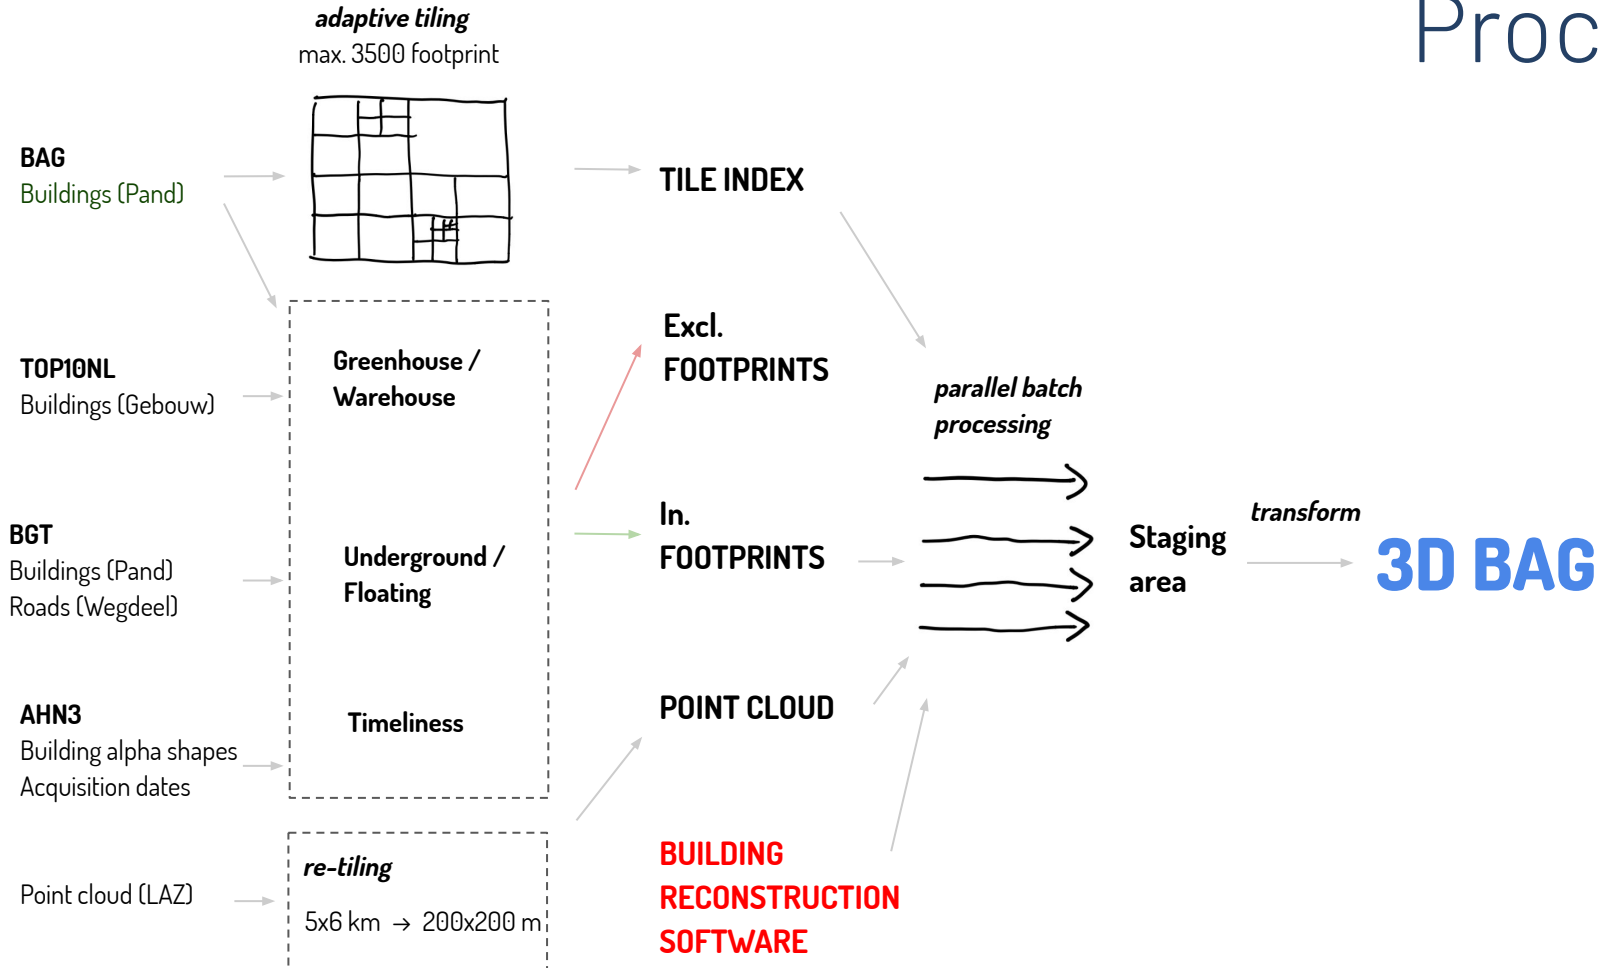 Proc
adaptive tiling
max. 3500 footprint
BAG
Buildings (Pand)
TILE INDEX
TOP10NL
Buildings (Gebouw)
Greenhouse /
Warehouse
Excl.
FOOTPRINTS
parallel batch
processing
BGT
Buildings (Pand)
Roads (Wegdeel)
Underground /
Floating
In.
FOOTPRINTS
Staging
area
transform
3D BAG
AHN3
Building alpha shapes
Acquisition dates
Timeliness
POINT CLOUD
Point cloud (LAZ)
re-tiling
5x6 km → 200x200 m
BUILDING
RECONSTRUCTION
SOFTWARE